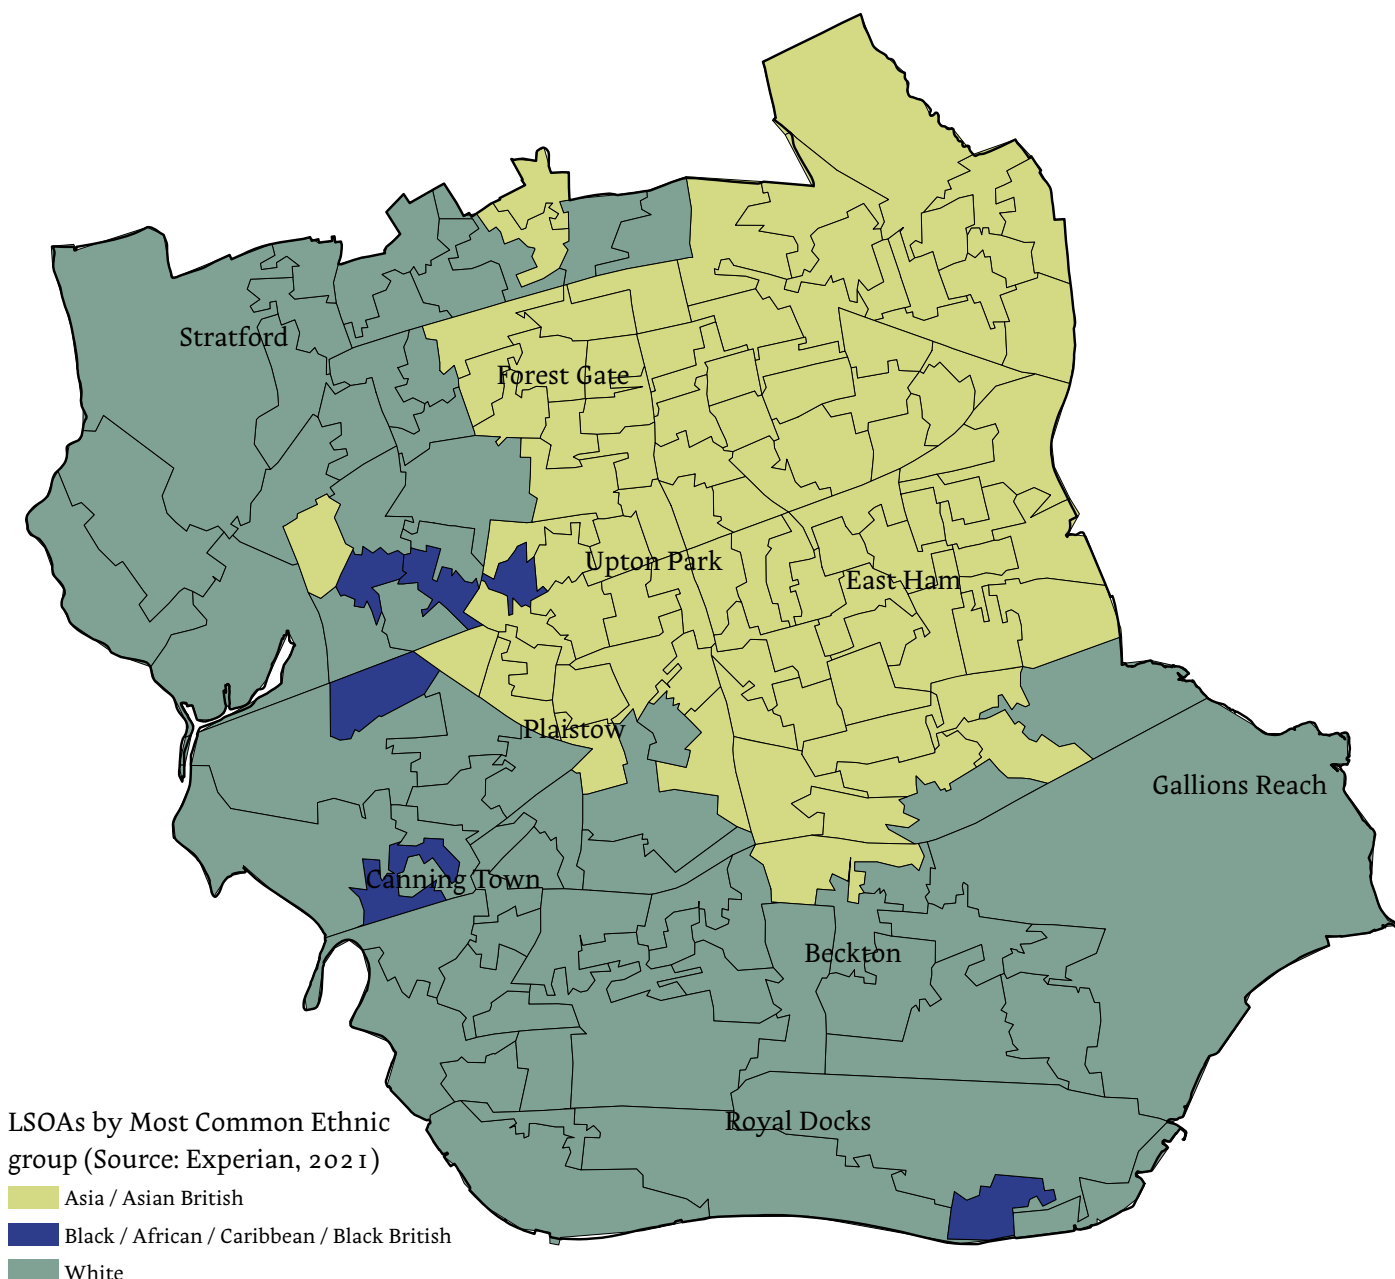 Stratford
Forest Gate
Upton Park
East Ham
Plaistow
Gallions Reach
Canning Town
Beckton
Royal Docks
LSOAs by Most Common Ethnic
group (Source: Experian, 2021)
Asia / Asian British
Black / African / Caribbean / Black British
White